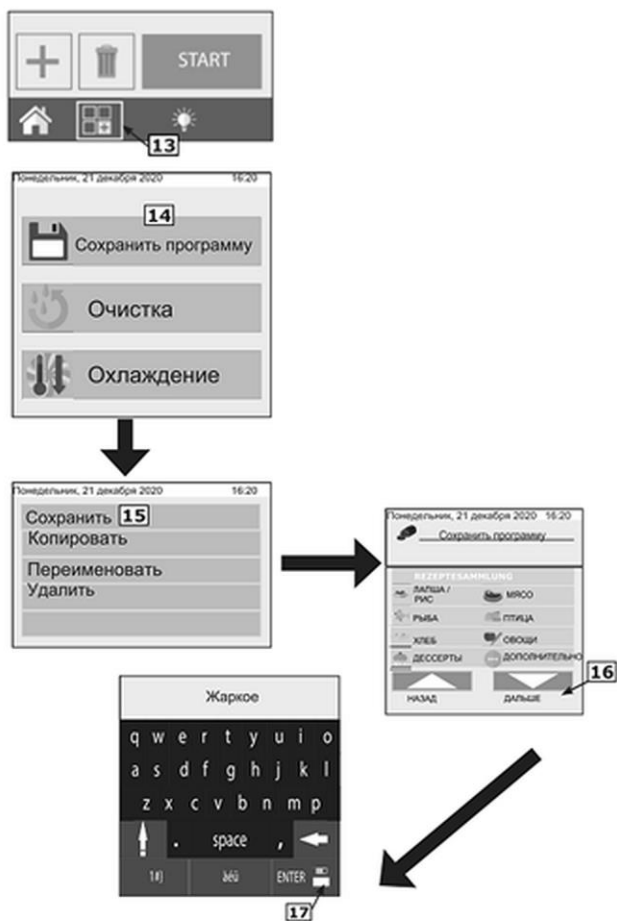 START
13
Понедельник, 21 декабря 2020 16:20
14
Сохранить программу
Очистка
Охлаждение
Понедельник, 21 декабря 2020 16:20
Сохранить 15
Копировать
Переименовать
Удалить
Понедельник, 21 декабря 2020 16:20
Сохранить программу
REZEPTESAMMLUNG
ЛАПША /
РИС
МЯСО
РЫБА
ПТИЦА
ХЛЕБ
ОВОЩИ
ДЕССЕРТЫ
ДОПОЛНИТЕЛЬНО
16
НАЗАД
ДАЛЬШЕ
Жаркое
q w e r t y u i o
a s d f g h j k l
z x c v b n m p
. space ,
1#) àéü ENTER
17